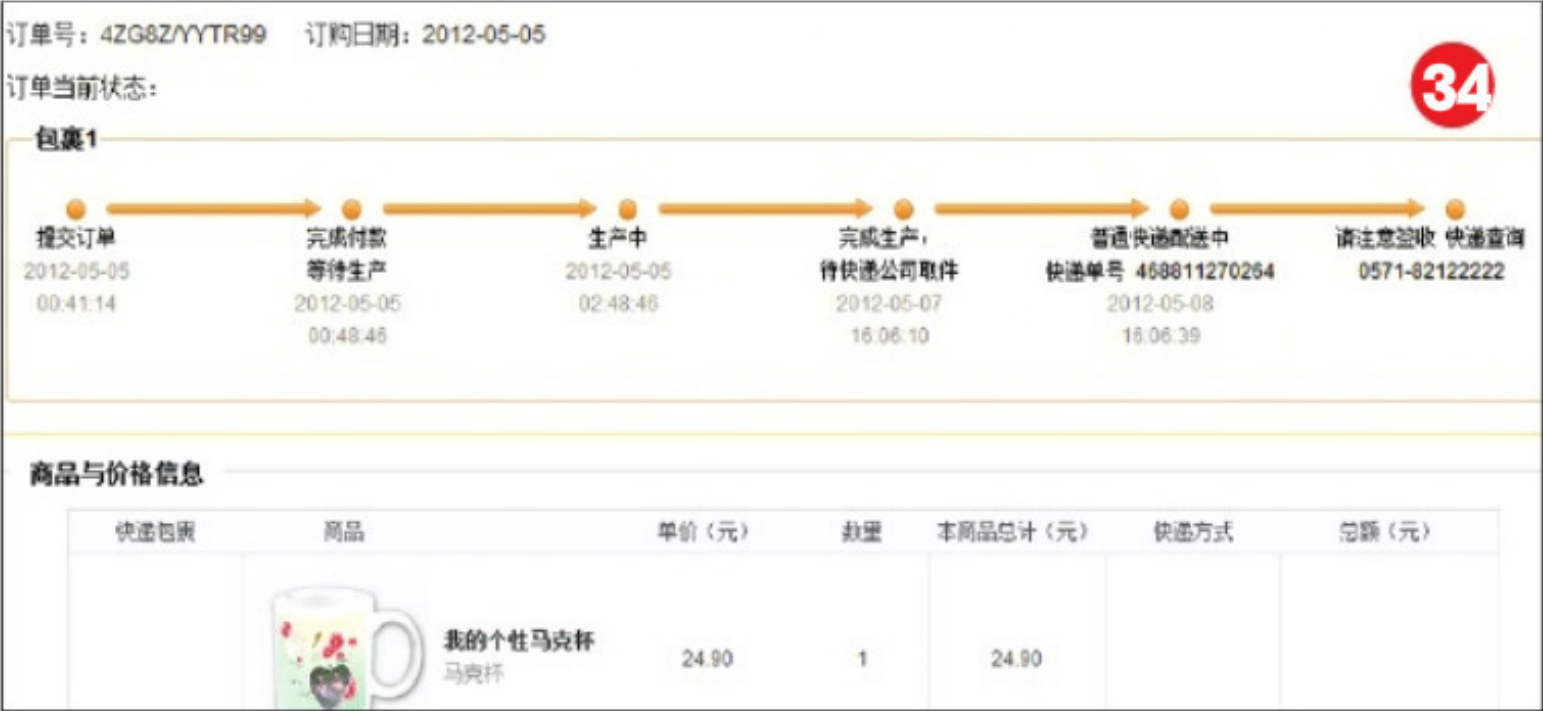 订单号：4ZG8Z/YYTR99 订购日期：2012-05-05
34
订单当前状态：
包裹1
提交订单
2012-05-05
00:41:14
完成付款
等待生产
2012-05-05
00:48:46
生产中
2012-05-05
02:48:46
完成生产，
待快递公司取件
2012-05-07
16:06:10
普通快递配送中
快递单号 468811270264
2012-05-08
16:06:39
请注意签收 快递查询
0571-82122222
商品与价格信息
快递包裹 商品 单价（元） 数量 本商品总计（元） 快递方式 总额（元）
我的个性马克杯
马克杯
24.90 1 24.90